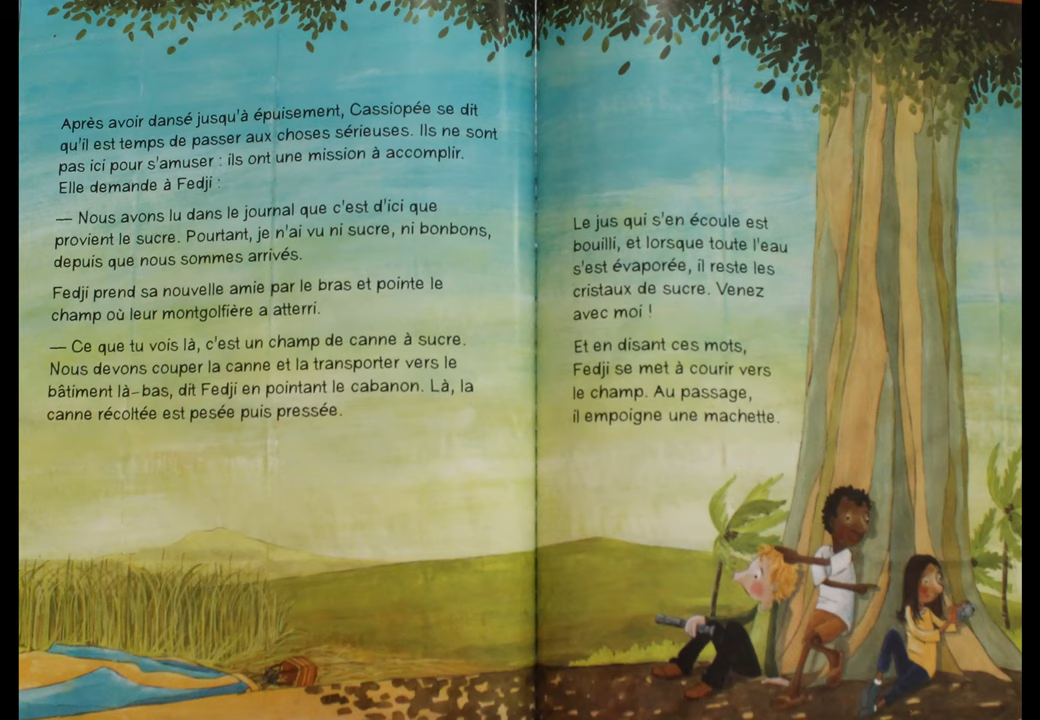 Après avoir dansé jusqu'à épuisement, Cassiopée se dit
qu'il est temps de passer aux choses sérieuses. Ils ne sont
pas ici pour s'amuser : ils ont une mission à accomplir.
Elle demande à Fedji :
— Nous avons lu dans le journal que c'est d'ici que
provient le sucre. Pourtant, je n'ai vu ni sucre, ni bonbons,
depuis que nous sommes arrivés.
Fedji prend sa nouvelle amie par le bras et pointe le
champ où leur montgolfière a atterri.
— Ce que tu vois là, c'est un champ de canne à sucre.
Nous devons couper la canne et la transporter vers le
bâtiment là-bas, dit Fedji en pointant le cabanon. Là, la
canne récoltée est pesée puis pressée.
Le jus qui s'en écoule est
bouilli, et lorsque toute l'eau
s'est évaporée, il reste les
cristaux de sucre. Venez
avec moi !
Et en disant ces mots,
Fedji se met à courir vers
le champ. Au passage,
il empoigne une machette.